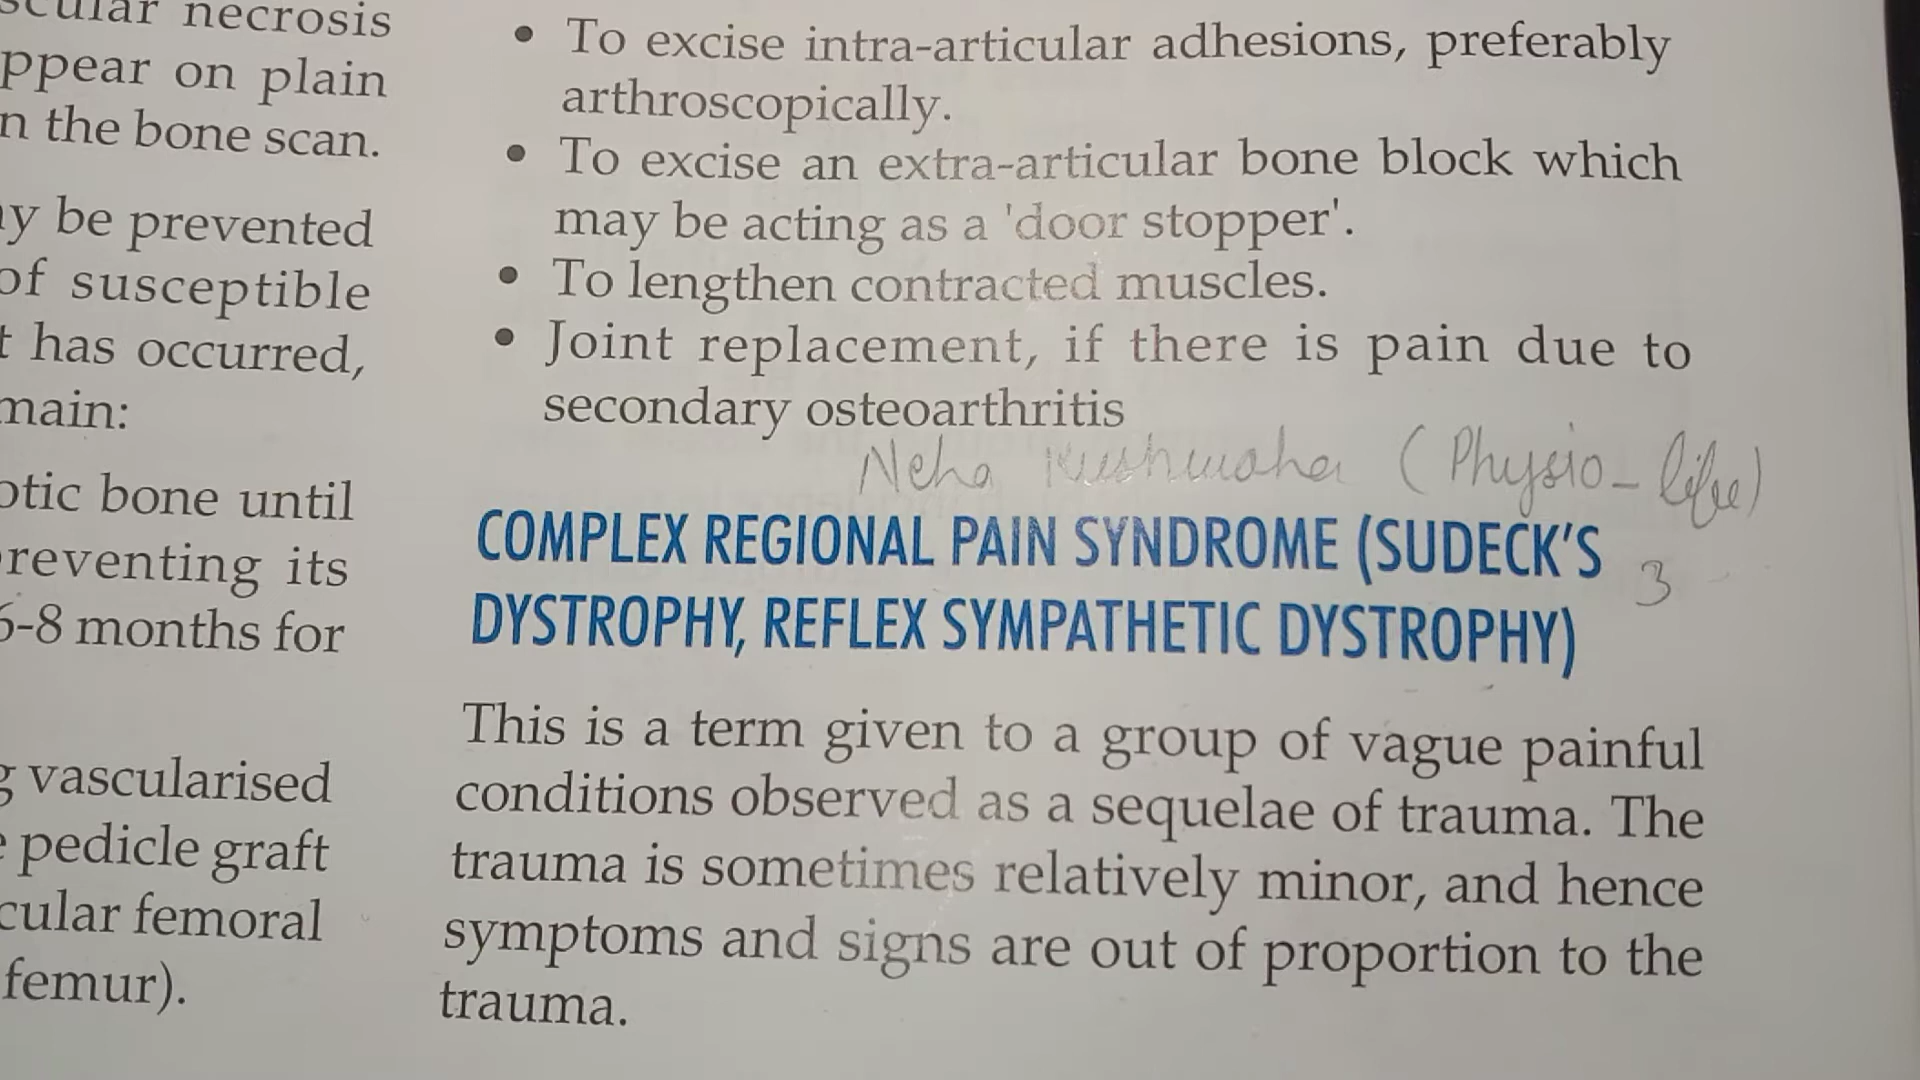 scular necrosis
ppear on plain
n the bone scan.
ay be prevented
of susceptible
t has occurred,
main:
otic bone until
reventing its
6-8 months for
g vascularised
e pedicle graft
cular femoral
femur).
• To excise intra-articular adhesions, preferably
arthroscopically.
• To excise an extra-articular bone block which
may be acting as a 'door stopper'.
• To lengthen contracted muscles.
• Joint replacement, if there is pain due to
secondary osteoarthritis
Neha Kushwaha (Physio-life)
COMPLEX REGIONAL PAIN SYNDROME (SUDECK'S
3
DYSTROPHY, REFLEX SYMPATHETIC DYSTROPHY)
This is a term given to a group of vague painful
conditions observed as a sequelae of trauma. The
trauma is sometimes relatively minor, and hence
symptoms and signs are out of proportion to the
trauma.